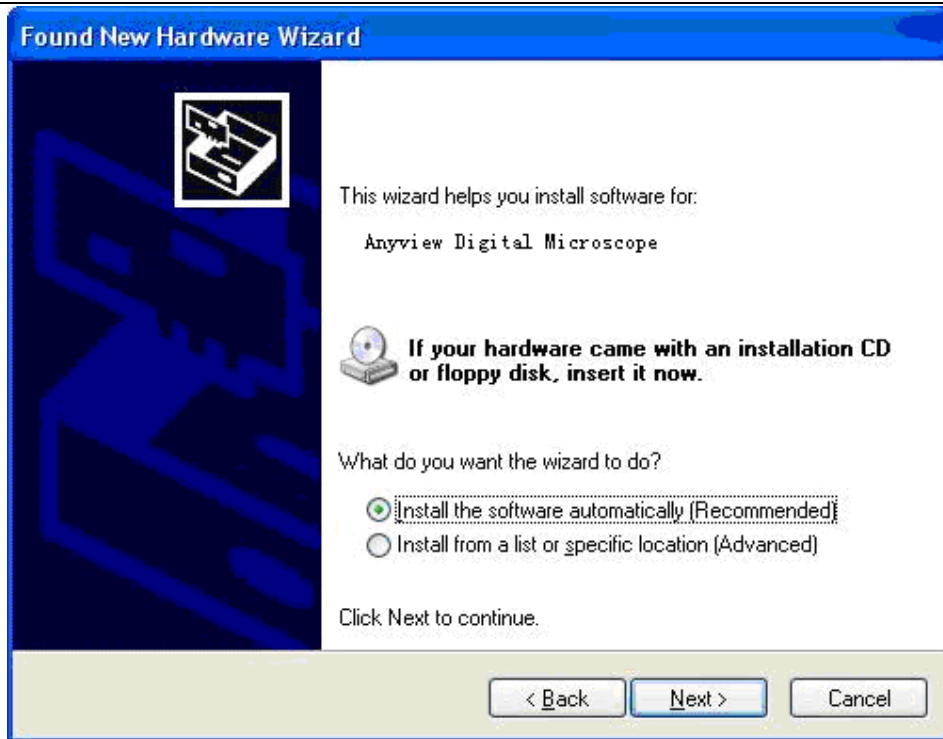 Found New Hardware Wizard
This wizard helps you install software for:
Anyview Digital Microscope
If your hardware came with an installation CD
or floppy disk, insert it now.
What do you want the wizard to do?
Install the software automatically (Recommended)
Install from a list or specific location (Advanced)
Click Next to continue.
< Back
Next >
Cancel